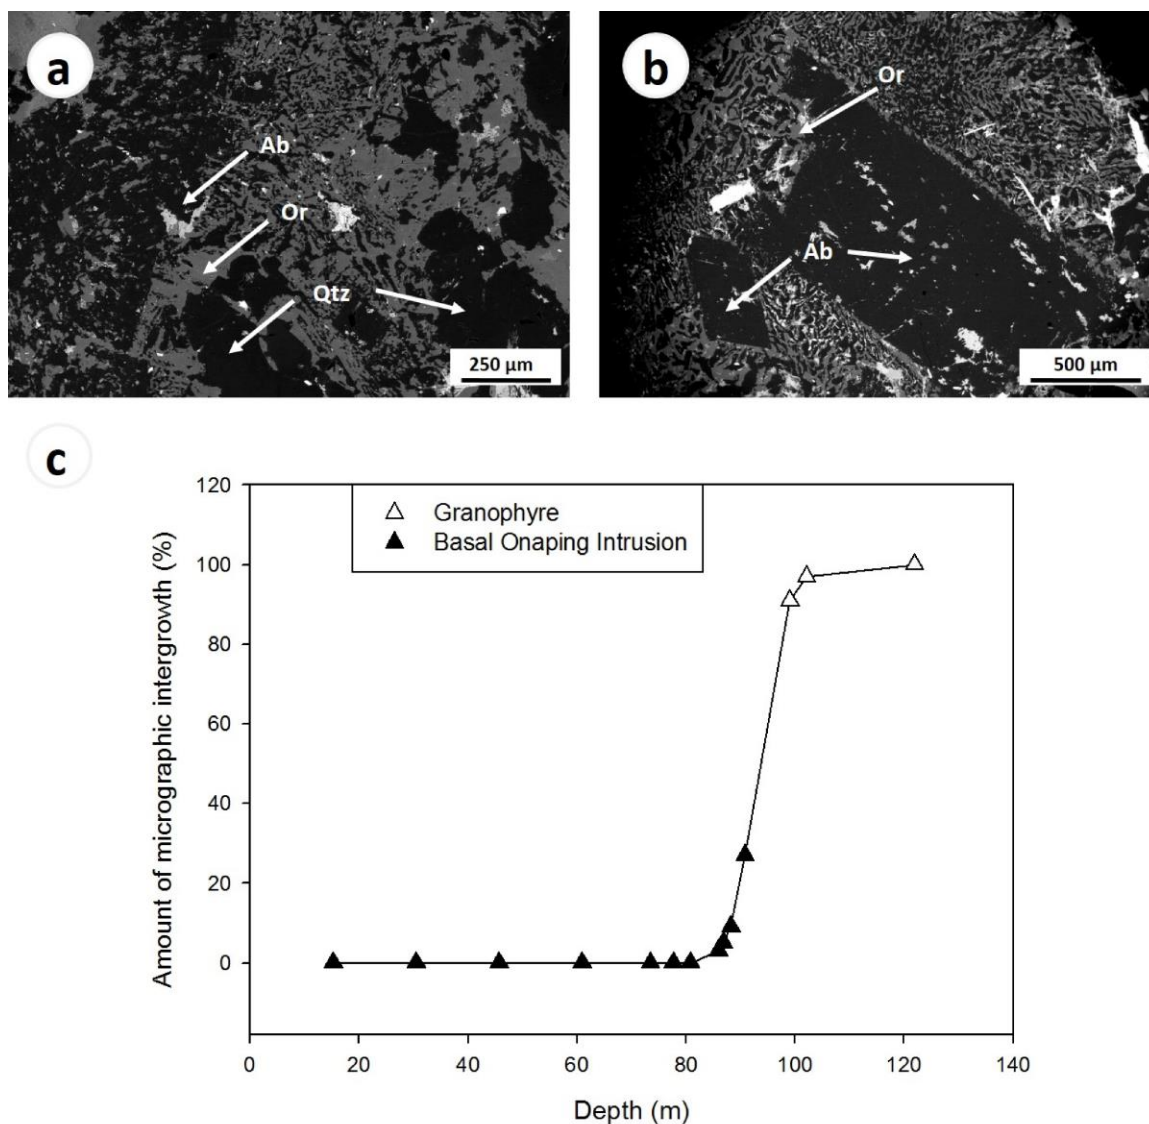 a
Ab
Or
Qtz
250 µm
b
Or
Ab
500 µm
c
120
100
80
60
40
20
0
Amount of micrographic intergrowth (%)
Granophyre
Basal Onaping Intrusion
0 20 40 60 80 100 120 140
Depth (m)